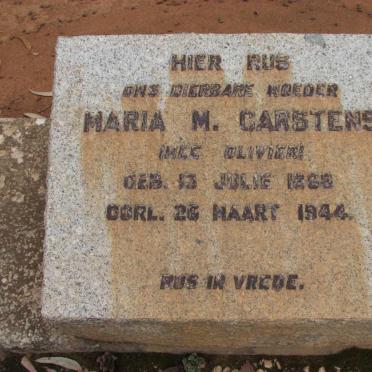 HIER RUS
ONS DIERBARE MOEDER
MARIA M. CARSTENS
(NEE OLIVIER)
GEB. 13 JULIE 1868
OORL. 26 MAART 1944.
RUS IN VREDE.